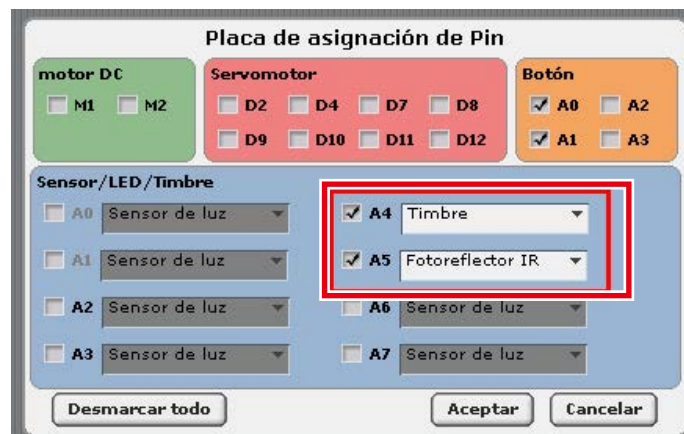 Placa de asignación de Pin
motor DC
M1 M2
Servomotor
D2 D4 D7 D8
D9 D10 D11 D12
Botón
A0 A2
A1 A3
Sensor/LED/Timbre
A0 Sensor de luz
A4 Timbre
A1 Sensor de luz
A5 Fotoreflector IR
A2 Sensor de luz
A6 Sensor de luz
A3 Sensor de luz
A7 Sensor de luz
Desmarcar todo
Aceptar
Cancelar